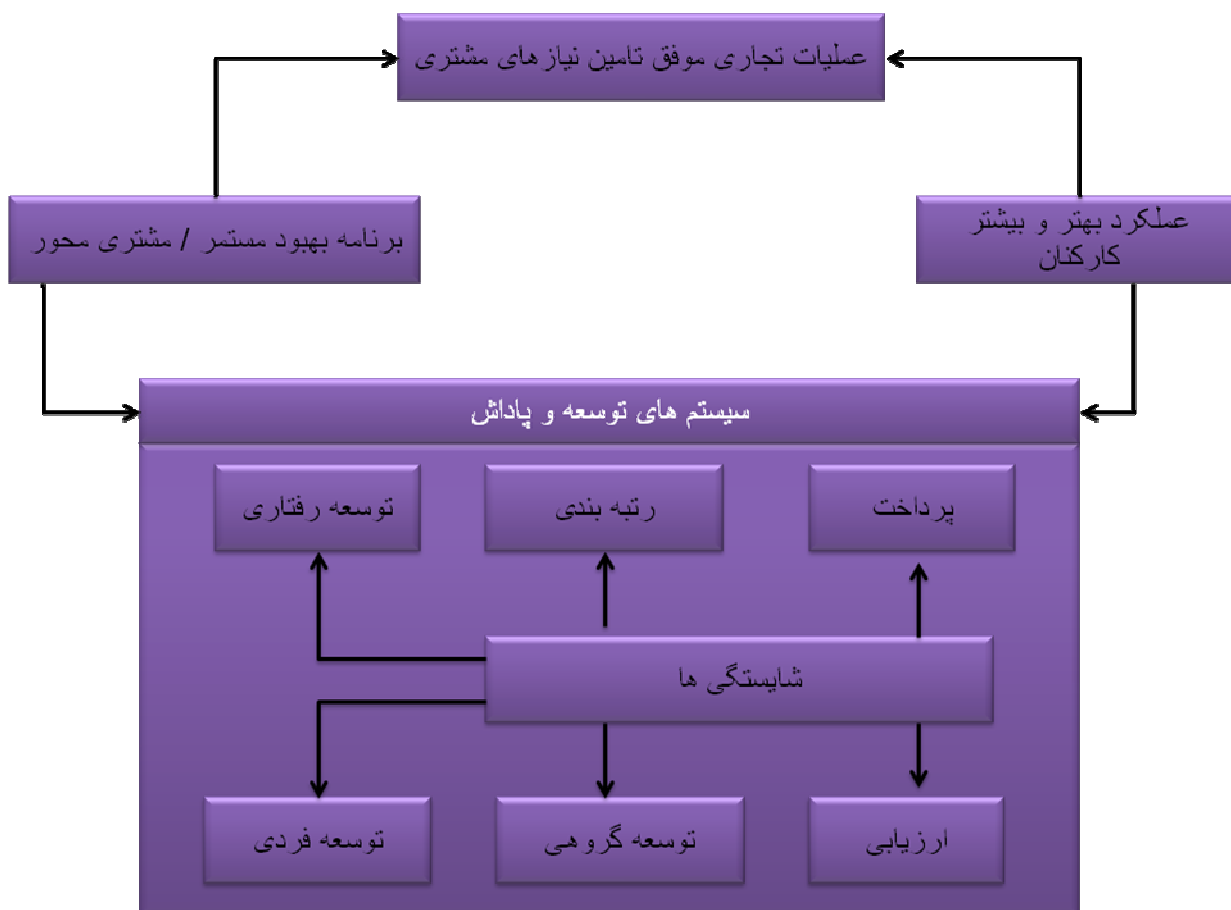 عملیات تجاری موفق تامین نیازهای مشتری
عملکرد بهتر و بیشتر
کارکنان
برنامه بهبود مستمر / مشتری محور
سیستم های توسعه و پاداش
پرداخت
رتبه بندی
توسعه رفتاری
شایستگی ها
ارزیابی
توسعه گروهی
توسعه فردی